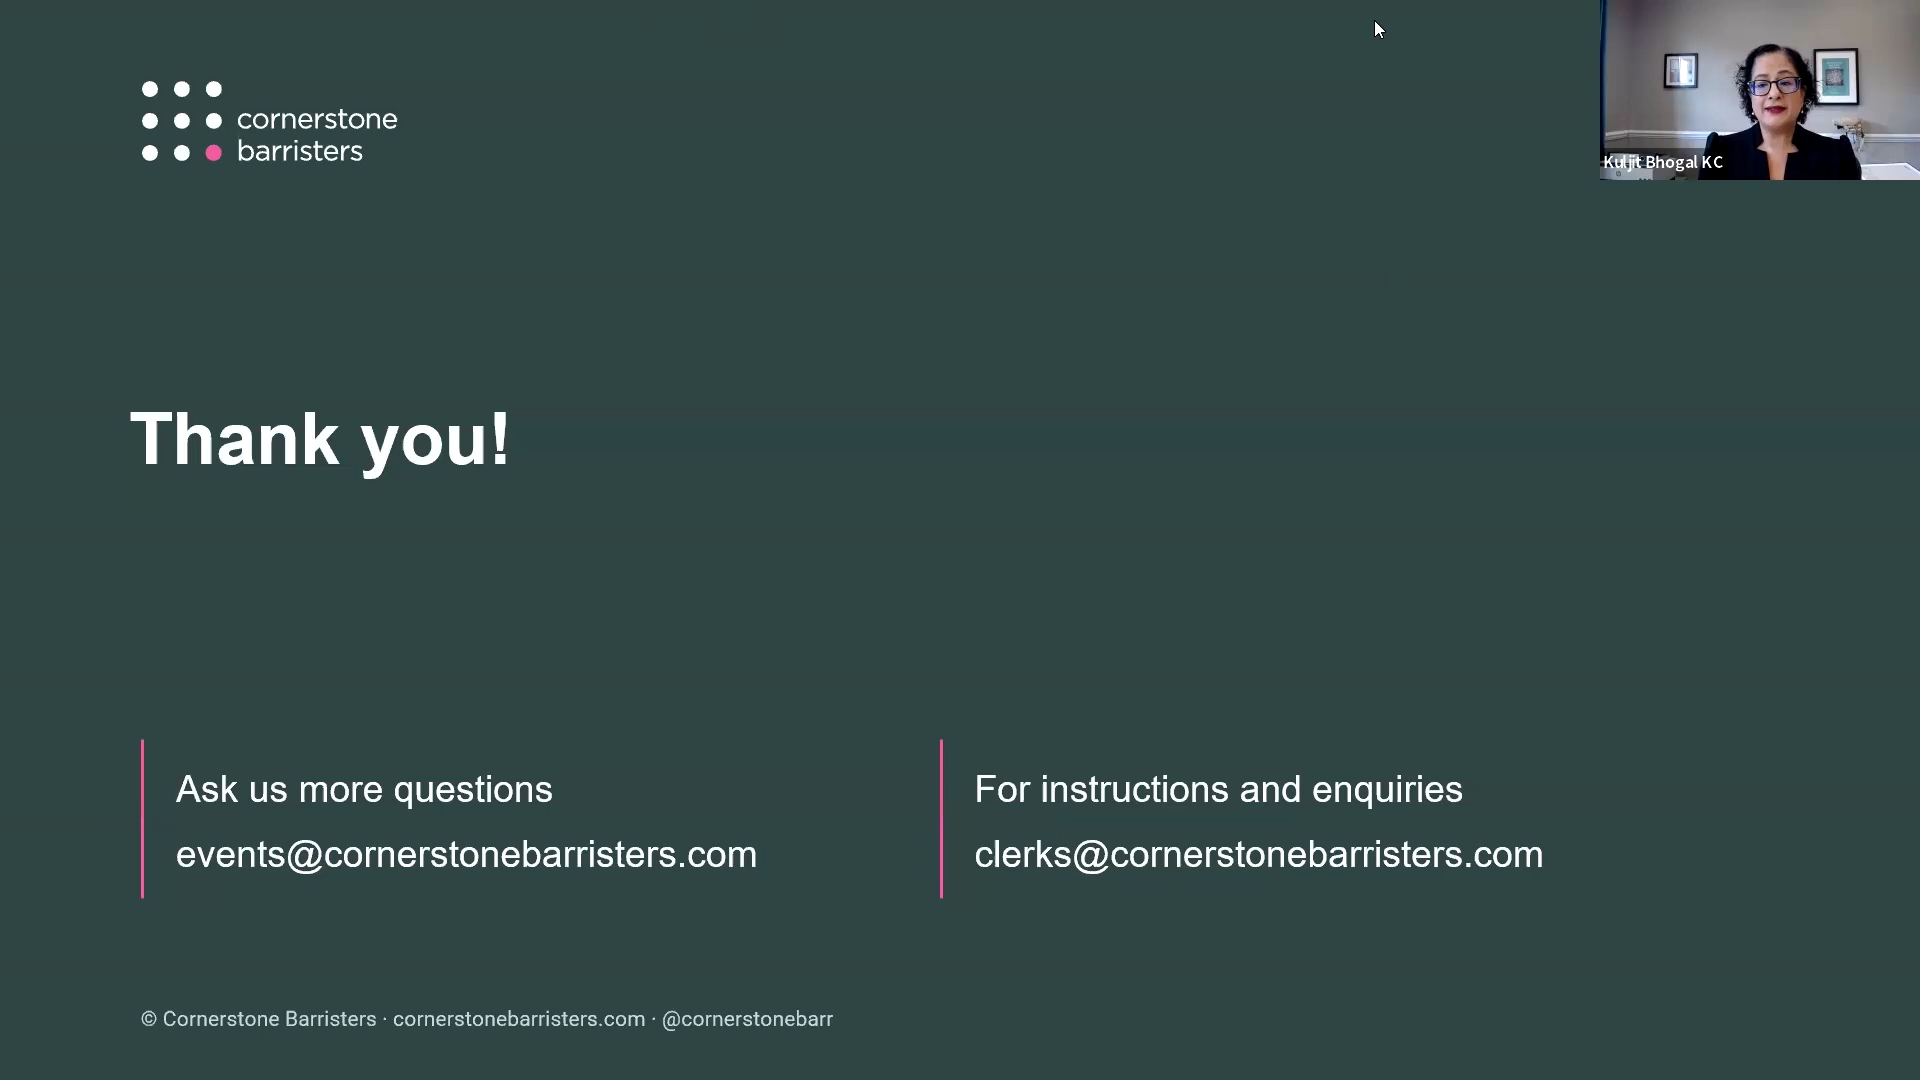 cornerstone
barristers
Kuljit Bhogal KC
Thank you!
Ask us more questions
events@cornerstonebarristers.com
For instructions and enquiries
clerks@cornerstonebarristers.com
© Cornerstone Barristers · cornerstonebarristers.com · @cornerstonebarr